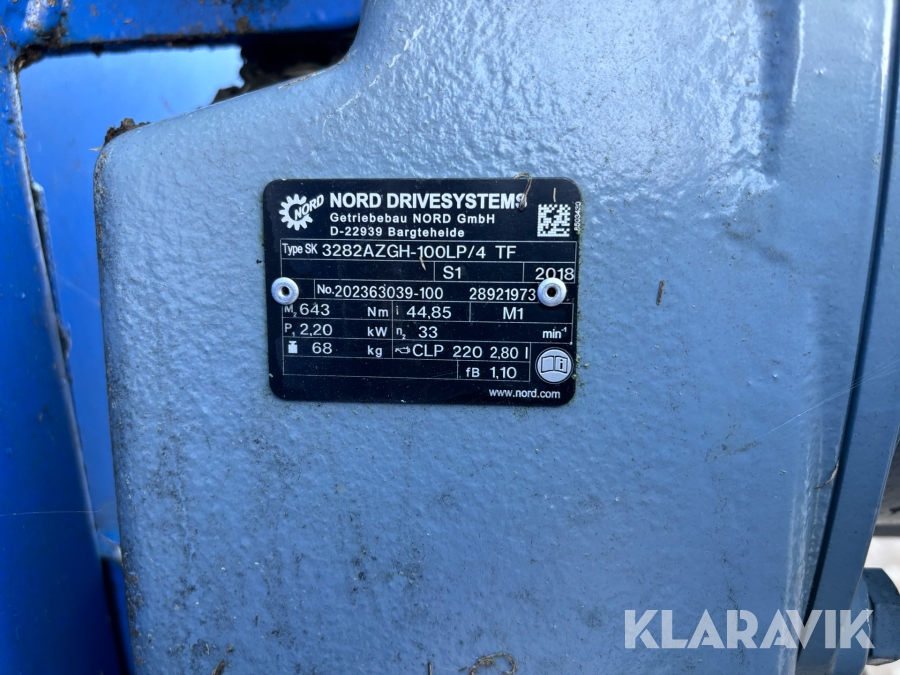 NORD
NORD DRIVESYSTEMS
Getriebebau NORD GmbH
D-22939 Bargteheide
Type SK 3282AZGH-100LP/4 TF
S1 2018
No. 202363039-100 28921973
M₂ 643 Nm i 44,85 M1
P₁ 2,20 kW n₂ 33 min⁻¹
68 kg CLP 220 2,80 l
fB 1,10
i
www.nord.com
KLARAVIK